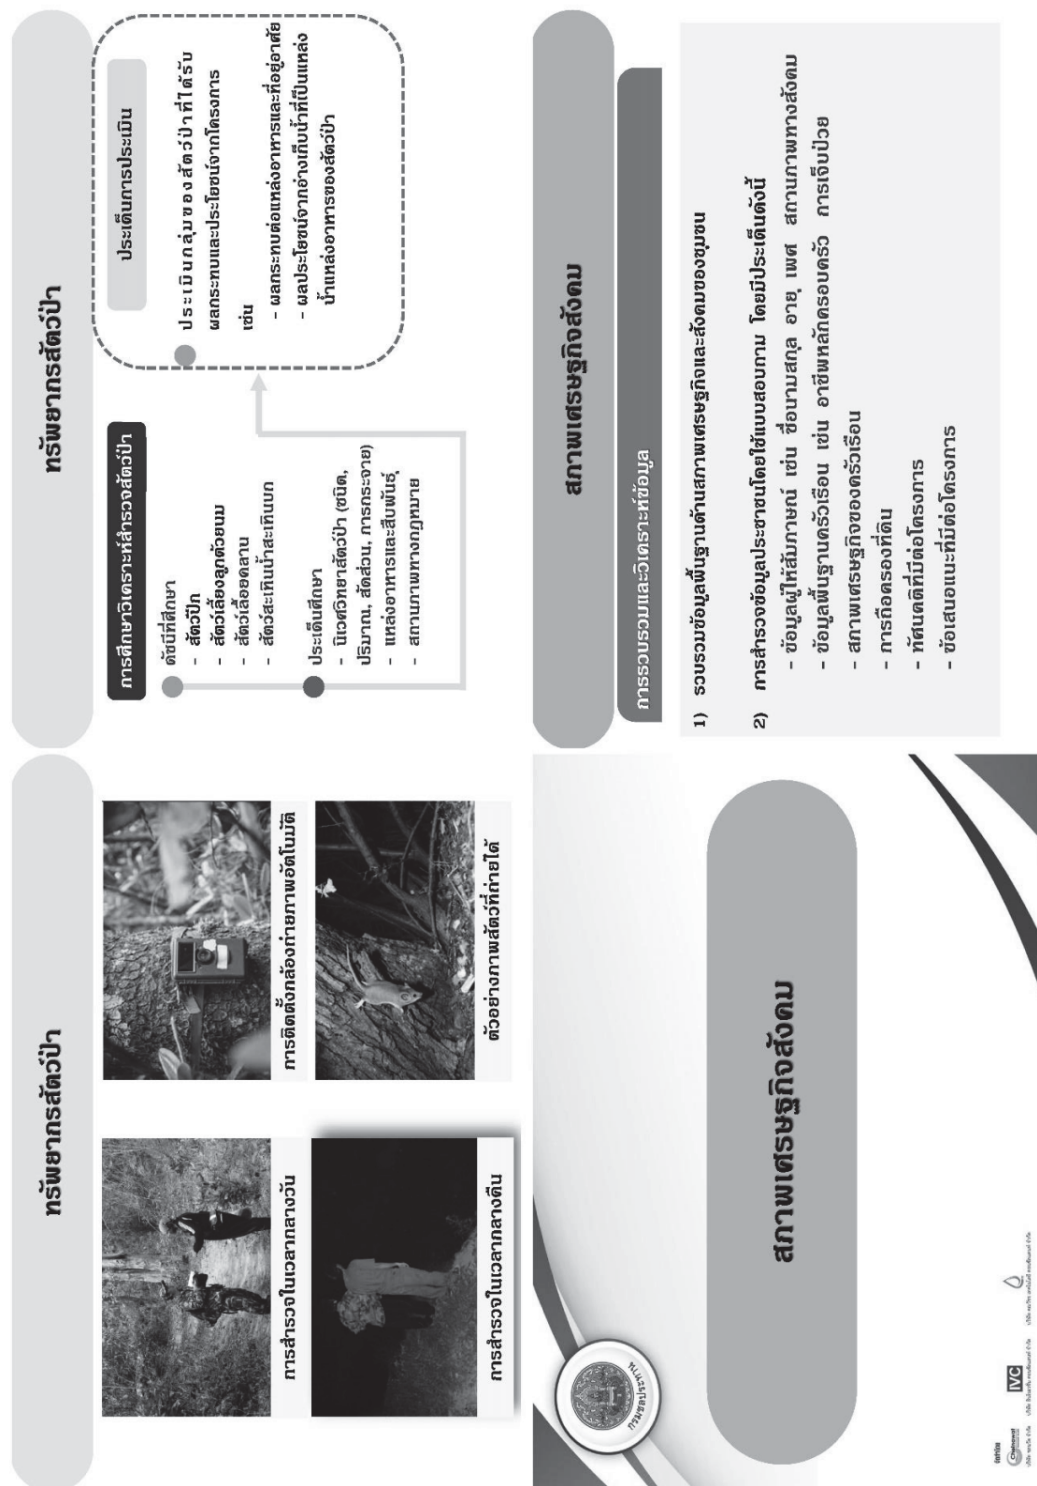 ทรัพยากรสัตว์ป่า
การสำรวจในเวลากลางวัน
การติดตั้งกล้องถ่ายภาพอัตโนมัติ
การสำรวจในเวลากลางคืน
ตัวอย่างภาพสัตว์ที่ถ่ายได้
ทรัพยากรสัตว์ป่า
การศึกษาวิเคราะห์สำรวจสัตว์ป่า
ดัชนีที่ศึกษา
- สัตว์ปีก
- สัตว์เลี้ยงลูกด้วยนม
- สัตว์เลื้อยคลาน
- สัตว์สะเทินน้ำสะเทินบก
ประเด็นศึกษา
- นิเวศวิทยาสัตว์ป่า (ชนิด,
ปริมาณ, สัดส่วน, การกระจาย)
- แหล่งอาหารและสืบพันธุ์
- สถานภาพทางกฎหมาย
ประเด็นการประเมิน
ประเมินกลุ่มของสัตว์ป่าที่ได้รับ
ผลกระทบและประโยชน์จากโครงการ
เช่น
- ผลกระทบต่อแหล่งอาหารและที่อยู่อาศัย
- ผลประโยชน์จากอ่างเก็บน้ำที่เป็นแหล่ง
น้ำแหล่งอาหารของสัตว์ป่า
กรมชลประทาน
สภาพเศรษฐกิจสังคม
Chaihawat
IVC
สภาพเศรษฐกิจสังคม
การรวบรวมและวิเคราะห์ข้อมูล
1) รวบรวมข้อมูลพื้นฐานด้านสภาพเศรษฐกิจและสังคมของชุมชน
2) การสำรวจข้อมูลประชาชนโดยใช้แบบสอบถาม โดยมีประเด็นดังนี้
- ข้อมูลผู้ให้สัมภาษณ์ เช่น ชื่อนามสกุล อายุ เพศ สถานภาพทางสังคม
- ข้อมูลพื้นฐานครัวเรือน เช่น อาชีพหลักครอบครัว การเจ็บป่วย
- สภาพเศรษฐกิจของครัวเรือน
- การถือครองที่ดิน
- ทัศนคติที่มีต่อโครงการ
- ข้อเสนอแนะที่มีต่อโครงการ